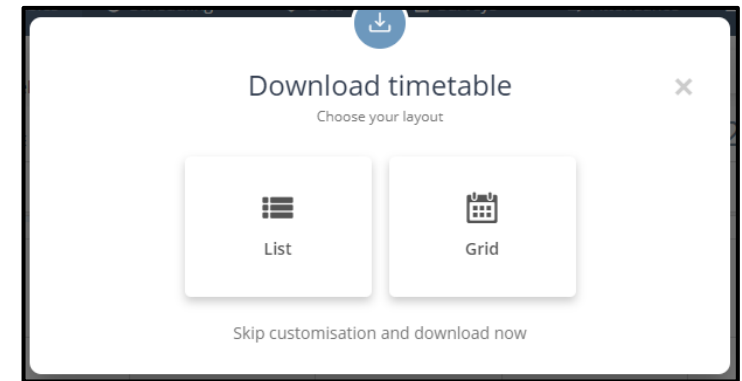 Download timetable
Choose your layout
List
Grid
Skip customisation and download now